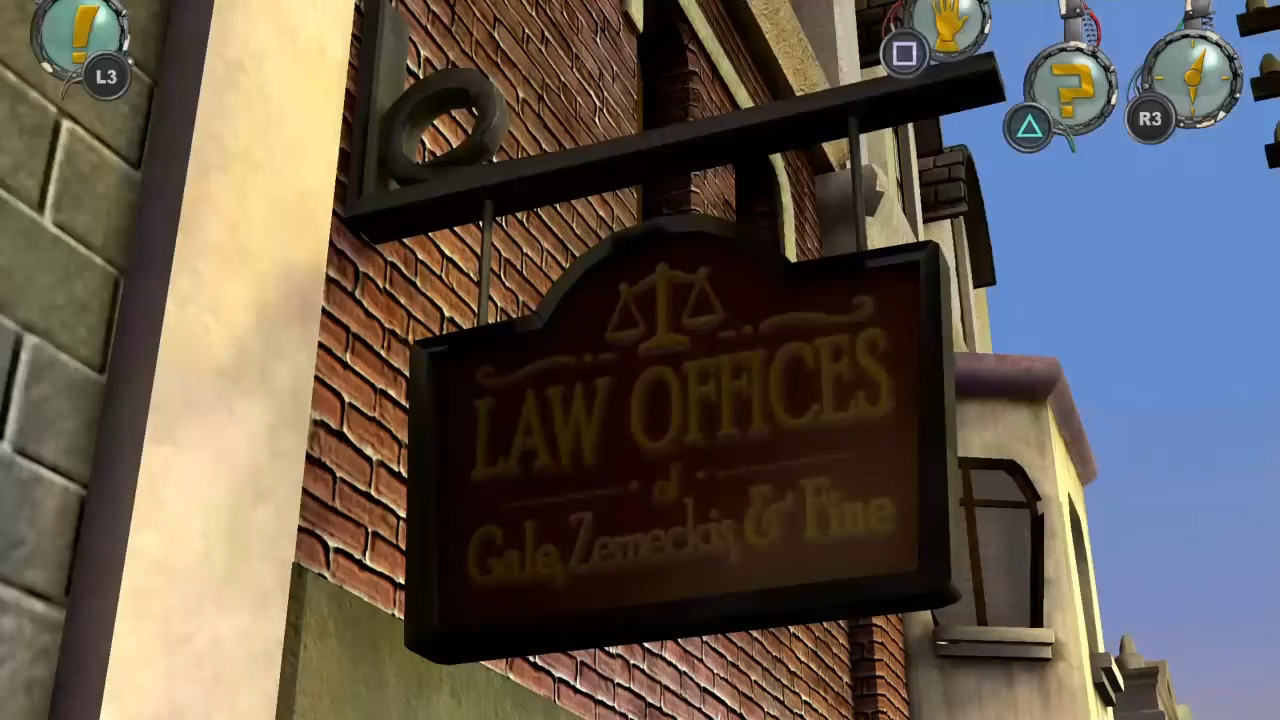 L3
R3
LAW OFFICES
of
Gale, Zemeckis, & Fine